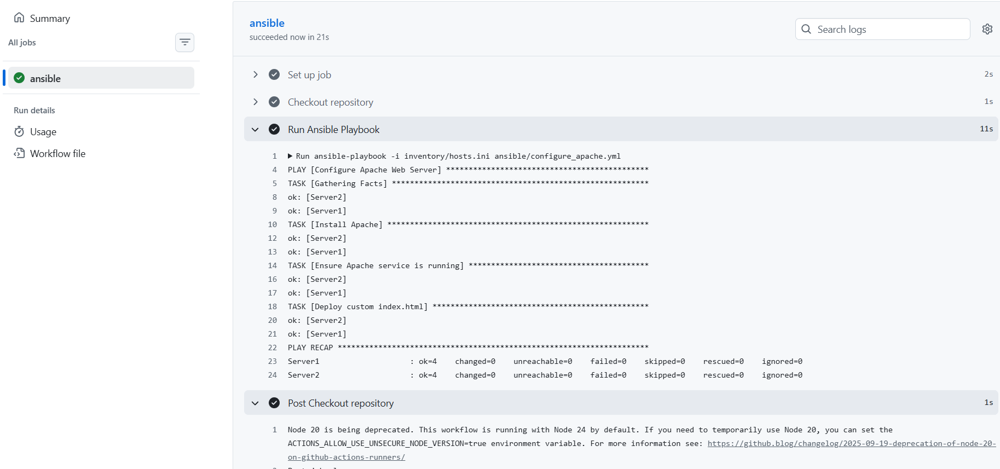 Summary
All jobs
ansible
Run details
Usage
Workflow file
ansible
succeeded now in 21s
Search logs
Set up job 2s
Checkout repository 1s
Run Ansible Playbook 11s
1 Run ansible-playbook -i inventory/hosts.ini ansible/configure_apache.yml
4 PLAY [Configure Apache Web Server] *********************************************
5 TASK [Gathering Facts] *********************************************************
8 ok: [Server2]
9 ok: [Server1]
10 TASK [Install Apache] **********************************************************
12 ok: [Server2]
13 ok: [Server1]
14 TASK [Ensure Apache service is running] ****************************************
16 ok: [Server2]
17 ok: [Server1]
18 TASK [Deploy custom index.html] ************************************************
20 ok: [Server2]
21 ok: [Server1]
22 PLAY RECAP *********************************************************************
23 Server1 : ok=4 changed=0 unreachable=0 failed=0 skipped=0 rescued=0 ignored=0
24 Server2 : ok=4 changed=0 unreachable=0 failed=0 skipped=0 rescued=0 ignored=0
Post Checkout repository 1s
1 Node 20 is being deprecated. This workflow is running with Node 24 by default. If you need to temporarily use Node 20, you can set the
ACTIONS_ALLOW_USE_UNSECURE_NODE_VERSION=true environment variable. For more information see: https://github.blog/changelog/2025-09-19-deprecation-of-node-20-
on-github-actions-runners/